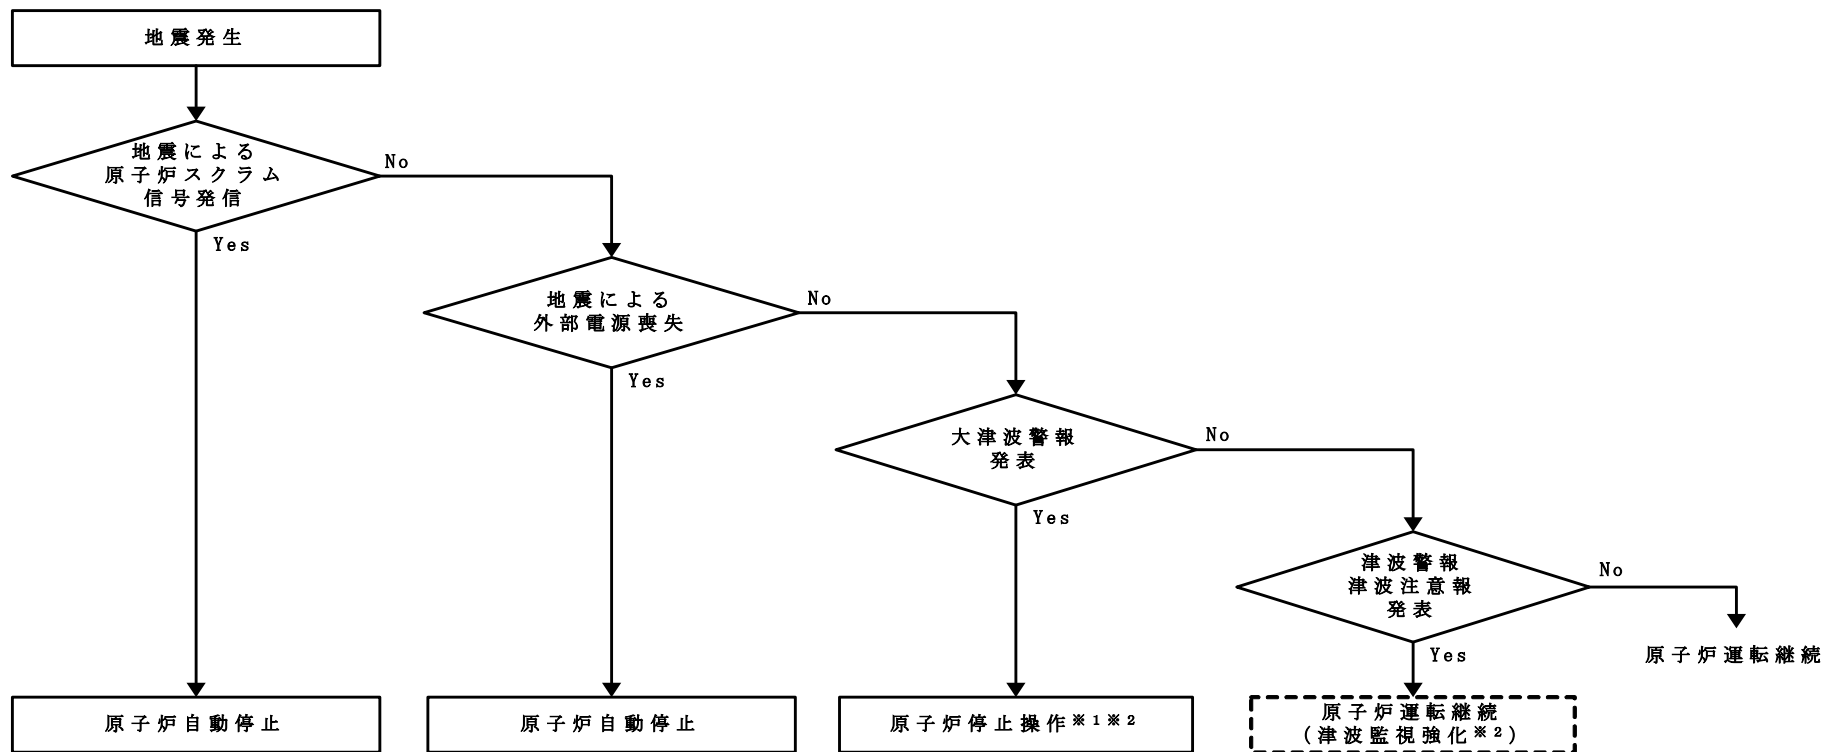 地震発生
地震による
原子炉スクラム
信号発信
No
Yes
地震による
外部電源喪失
No
Yes
大津波警報
発表
No
Yes
津波警報
津波注意報
発表
No
Yes
原子炉運転継続
原子炉自動停止
原子炉自動停止
原子炉停止操作※1※2
原子炉運転継続
(津波監視強化※2)